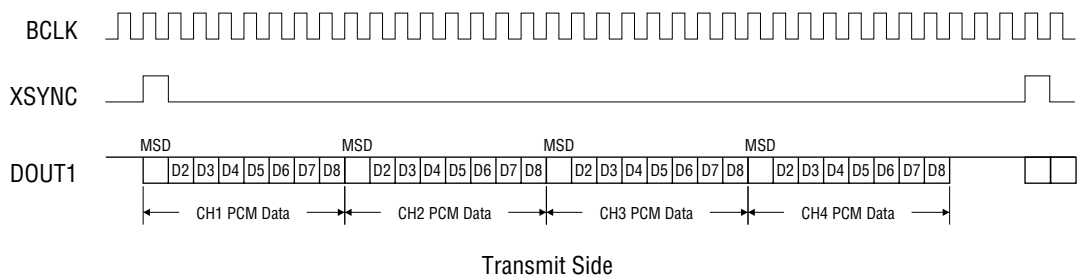 BCLK
XSYNC
MSD MSD MSD MSD
DOUT1 D2 D3 D4 D5 D6 D7 D8 D2 D3 D4 D5 D6 D7 D8 D2 D3 D4 D5 D6 D7 D8 D2 D3 D4 D5 D6 D7 D8
CH1 PCM Data CH2 PCM Data CH3 PCM Data CH4 PCM Data
Transmit Side